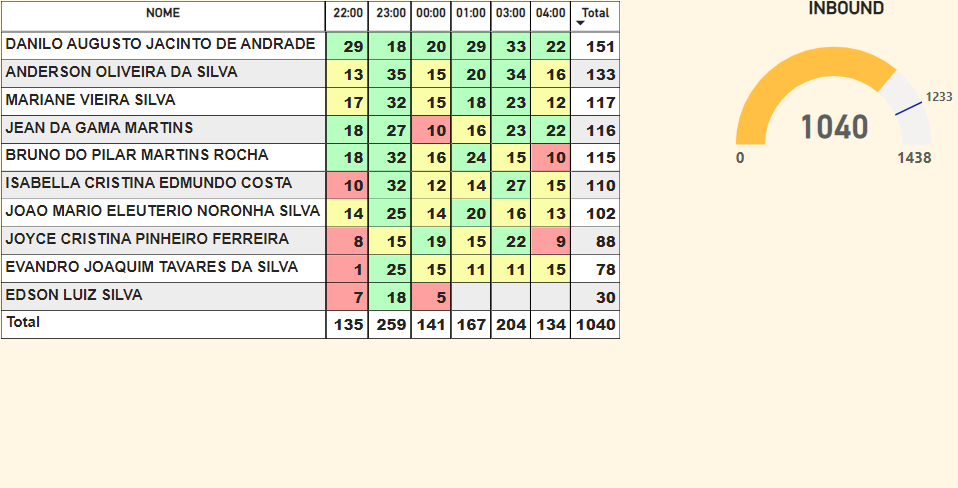 NOME 22:00 23:00 00:00 01:00 03:00 04:00 Total
DANILO AUGUSTO JACINTO DE ANDRADE 29 18 20 29 33 22 151
ANDERSON OLIVEIRA DA SILVA 13 35 15 20 34 16 133
MARIANE VIEIRA SILVA 17 32 15 18 23 12 117
JEAN DA GAMA MARTINS 18 27 10 16 23 22 116
BRUNO DO PILAR MARTINS ROCHA 18 32 16 24 15 10 115
ISABELLA CRISTINA EDMUNDO COSTA 10 32 12 14 27 15 110
JOAO MARIO ELEUTERIO NORONHA SILVA 14 25 14 20 16 13 102
JOYCE CRISTINA PINHEIRO FERREIRA 8 15 19 15 22 9 88
EVANDRO JOAQUIM TAVARES DA SILVA 1 25 15 11 11 15 78
EDSON LUIZ SILVA 7 18 5 30
Total 135 259 141 167 204 134 1040
INBOUND
1233
1040
0 1438